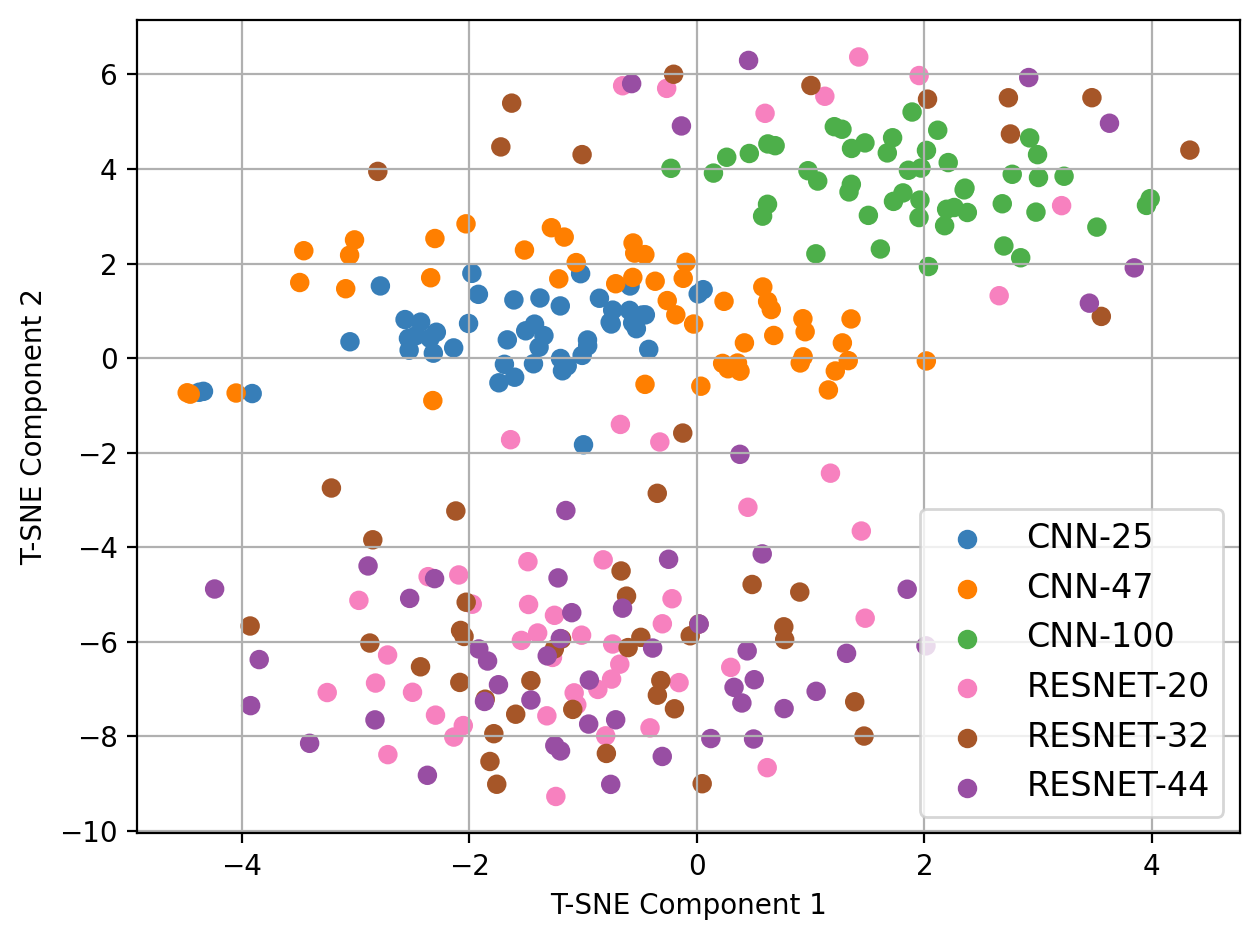 6
4
2
0
−2
−4
−6
−8
−10
T-SNE Component 2
CNN-25
CNN-47
CNN-100
RESNET-20
RESNET-32
RESNET-44
−4 −2 0 2 4
T-SNE Component 1